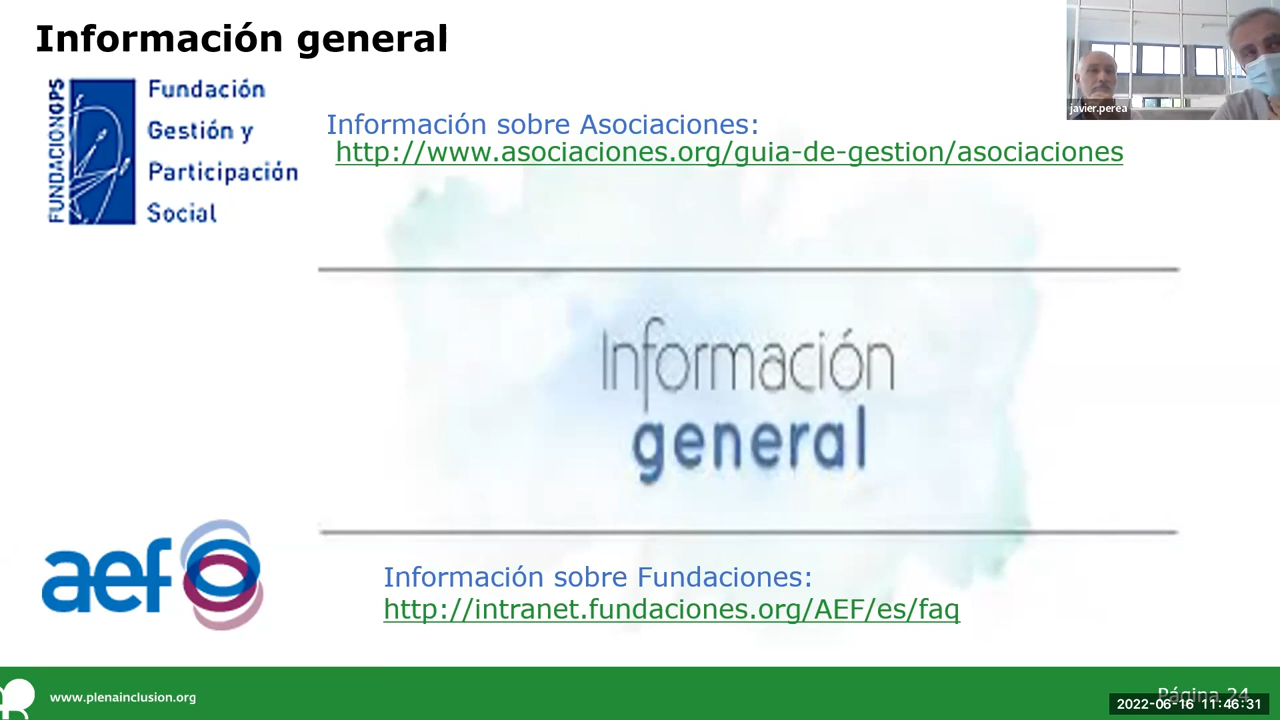 Información general
FUNDACIONGPS
Fundación
Gestión y
Participación
Social
javier.perea
Información sobre Asociaciones:
http://www.asociaciones.org/guia-de-gestion/asociaciones
Información
general
aef
Información sobre Fundaciones:
http://intranet.fundaciones.org/AEF/es/faq
www.plenainclusion.org
Página 24
2022-06-16 11:46:31